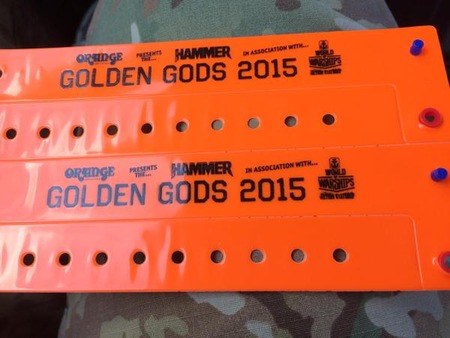 ORANGE PRESENTS THE... HAMMER IN ASSOCIATION WITH... WORLD OF WARSHIPS
GOLDEN GODS 2015
ORANGE PRESENTS THE... HAMMER IN ASSOCIATION WITH... WORLD OF WARSHIPS
GOLDEN GODS 2015